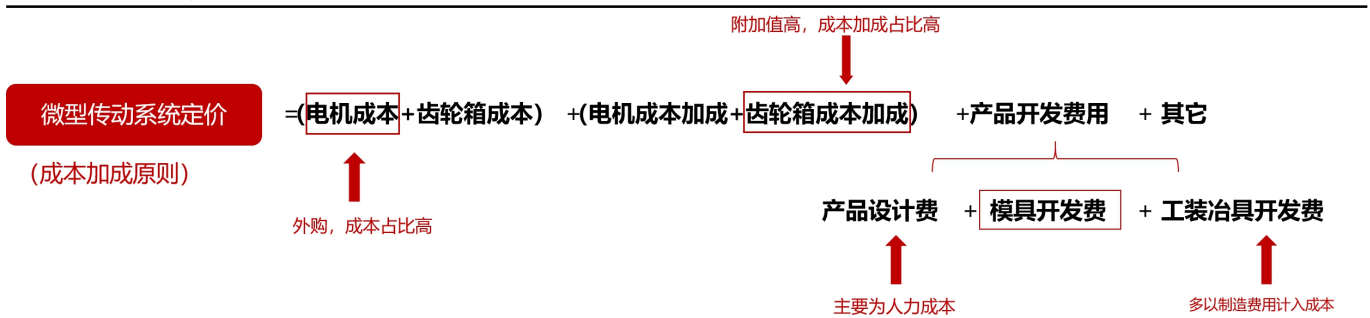 附加值高，成本加成占比高
微型传动系统定价 =(电机成本+齿轮箱成本） +(电机成本加成+齿轮箱成本加成） +产品开发费用 + 其它
（成本加成原则）
外购，成本占比高
产品设计费 + 模具开发费 + 工装冶具开发费
主要为人力成本
多以制造费用计入成本